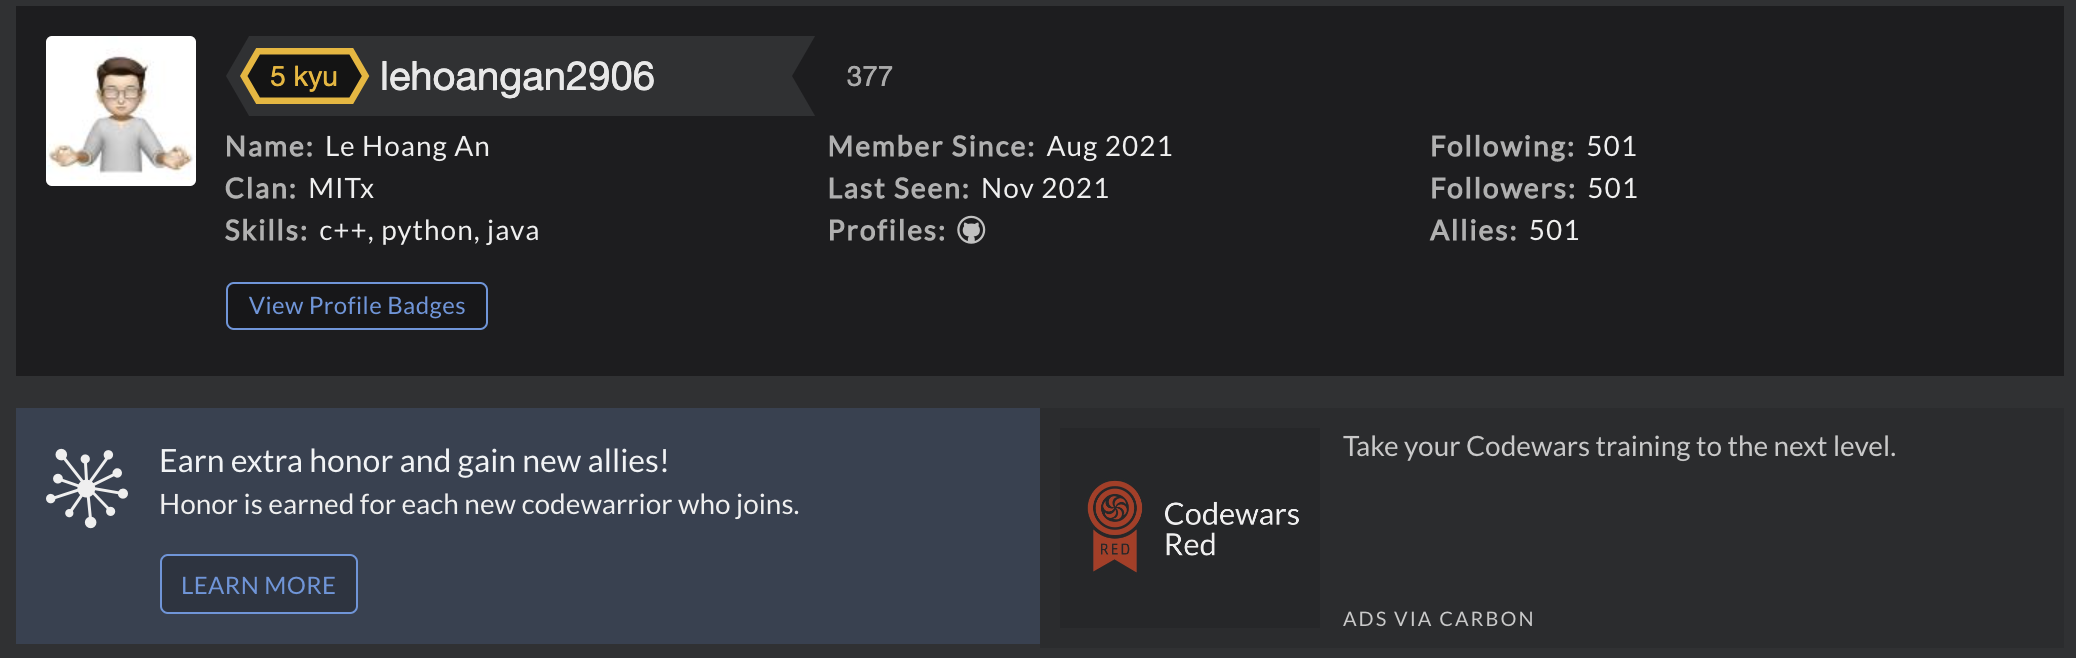 5 kyu lehoangan2906 377
Name: Le Hoang An
Clan: MITx
Skills: c++, python, java
Member Since: Aug 2021
Last Seen: Nov 2021
Profiles:
Following: 501
Followers: 501
Allies: 501
View Profile Badges
Earn extra honor and gain new allies!
Honor is earned for each new codewarrior who joins.
LEARN MORE
RED
Codewars
Red
Take your Codewars training to the next level.
ADS VIA CARBON